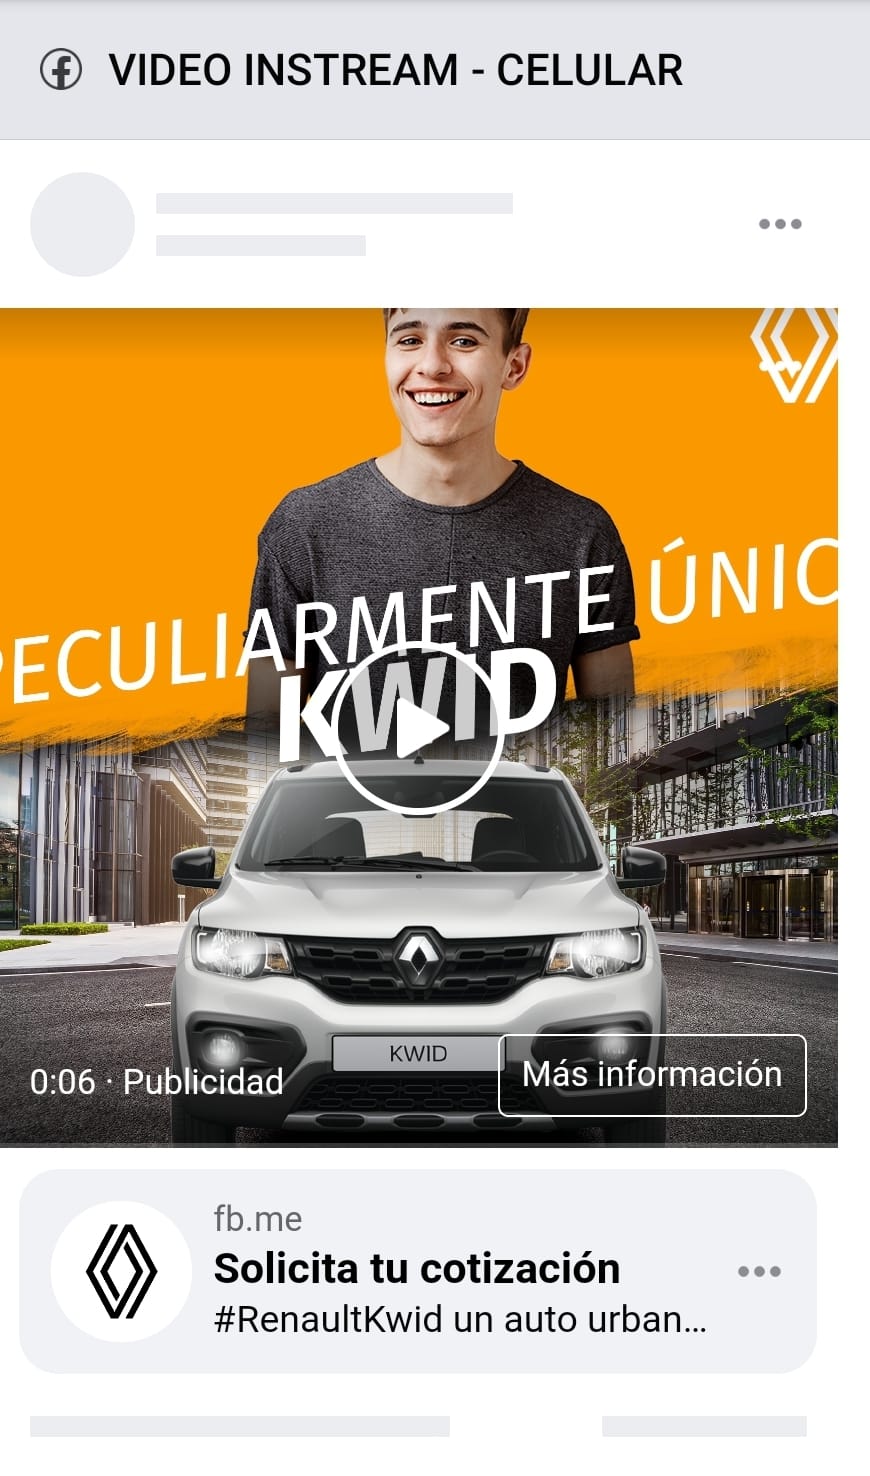 VIDEO INSTREAM - CELULAR
PECULIARMENTE ÚNIC
KWID
KWID
0:06 · Publicidad
Más información
fb.me
Solicita tu cotización
#RenaultKwid un auto urban...